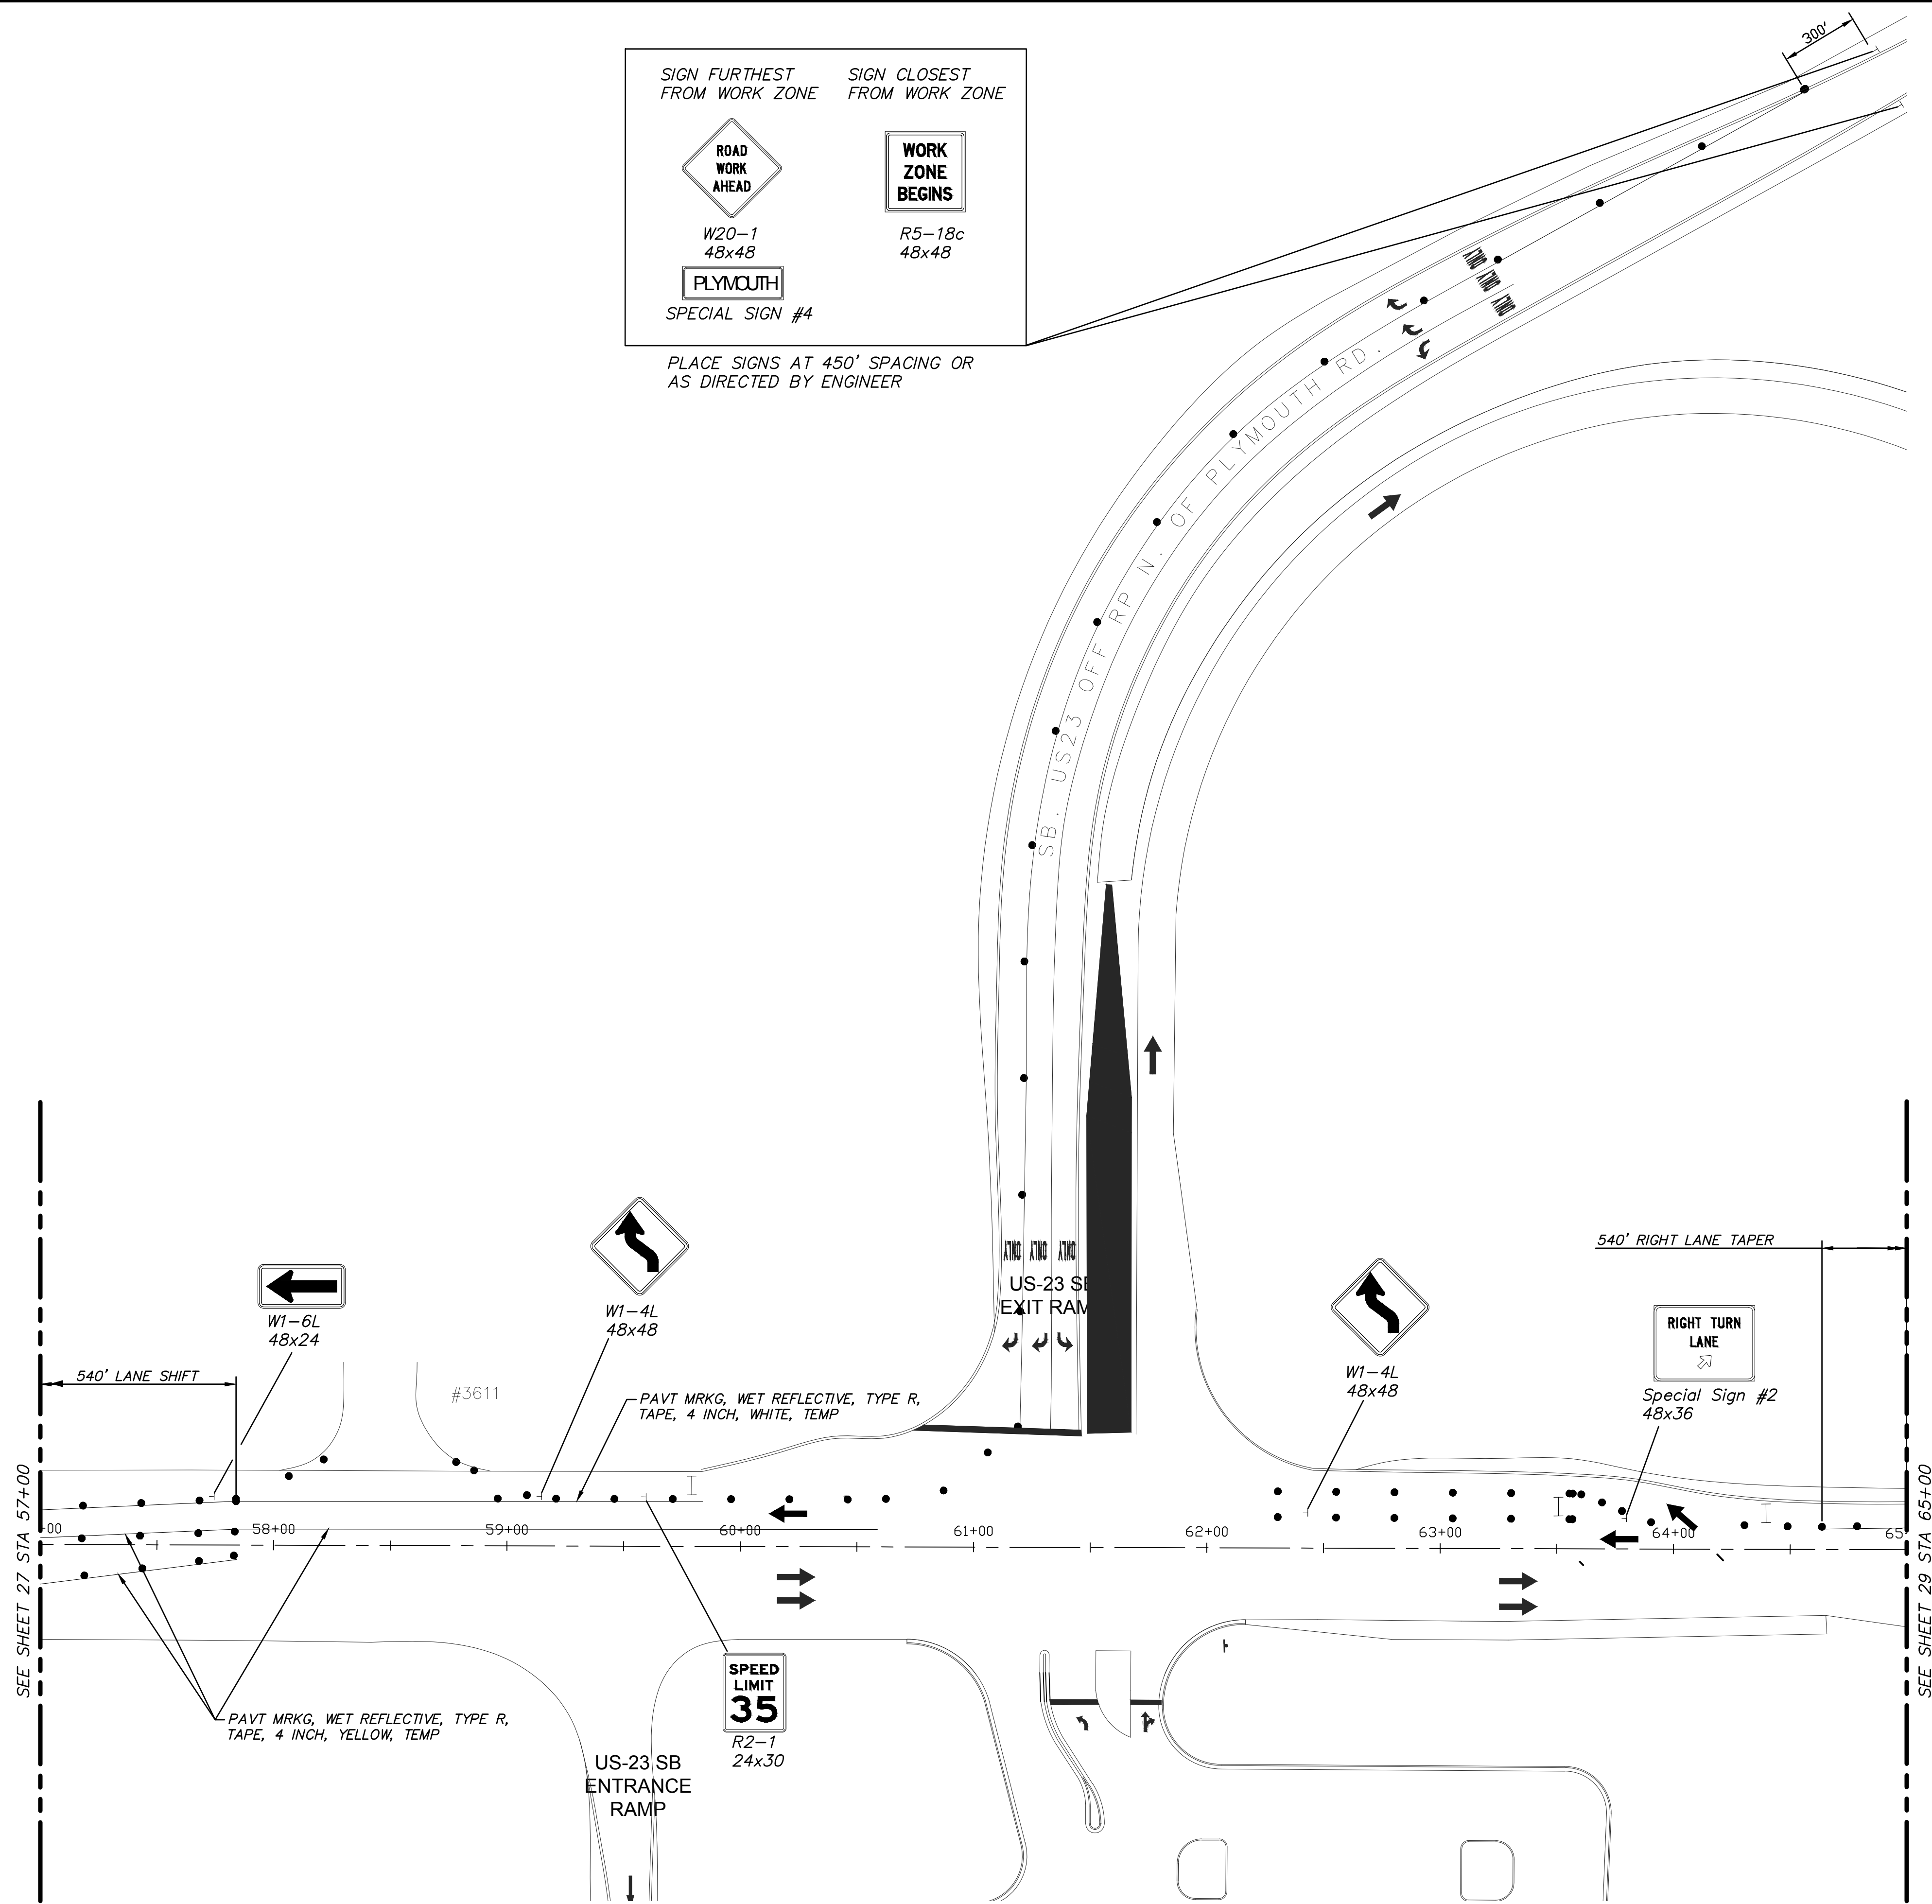 300'
SIGN FURTHEST
FROM WORK ZONE
SIGN CLOSEST
FROM WORK ZONE
ROAD
WORK
AHEAD
WORK
ZONE
BEGINS
W20-1
48x48
R5-18c
48x48
PLYMOUTH
SPECIAL SIGN #4
PLACE SIGNS AT 450' SPACING OR
AS DIRECTED BY ENGINEER
ONLY
ONLY
ONLY
SB. US23 OFF RP N. OF PLYMOUTH RD.
ONLY
ONLY
ONLY
US-23 SB
EXIT RAM
540' RIGHT LANE TAPER
W1-6L
48x24
W1-4L
48x48
W1-4L
48x48
RIGHT TURN
LANE
Special Sign #2
48x36
540' LANE SHIFT
#3611
PAVT MRKG, WET REFLECTIVE, TYPE R,
TAPE, 4 INCH, WHITE, TEMP
SEE SHEET 27 STA 57+00
+00
58+00
59+00
60+00
61+00
62+00
63+00
64+00
65
SEE SHEET 29 STA 65+00
PAVT MRKG, WET REFLECTIVE, TYPE R,
TAPE, 4 INCH, YELLOW, TEMP
SPEED
LIMIT
35
R2-1
24x30
US-23 SB
ENTRANCE
RAMP